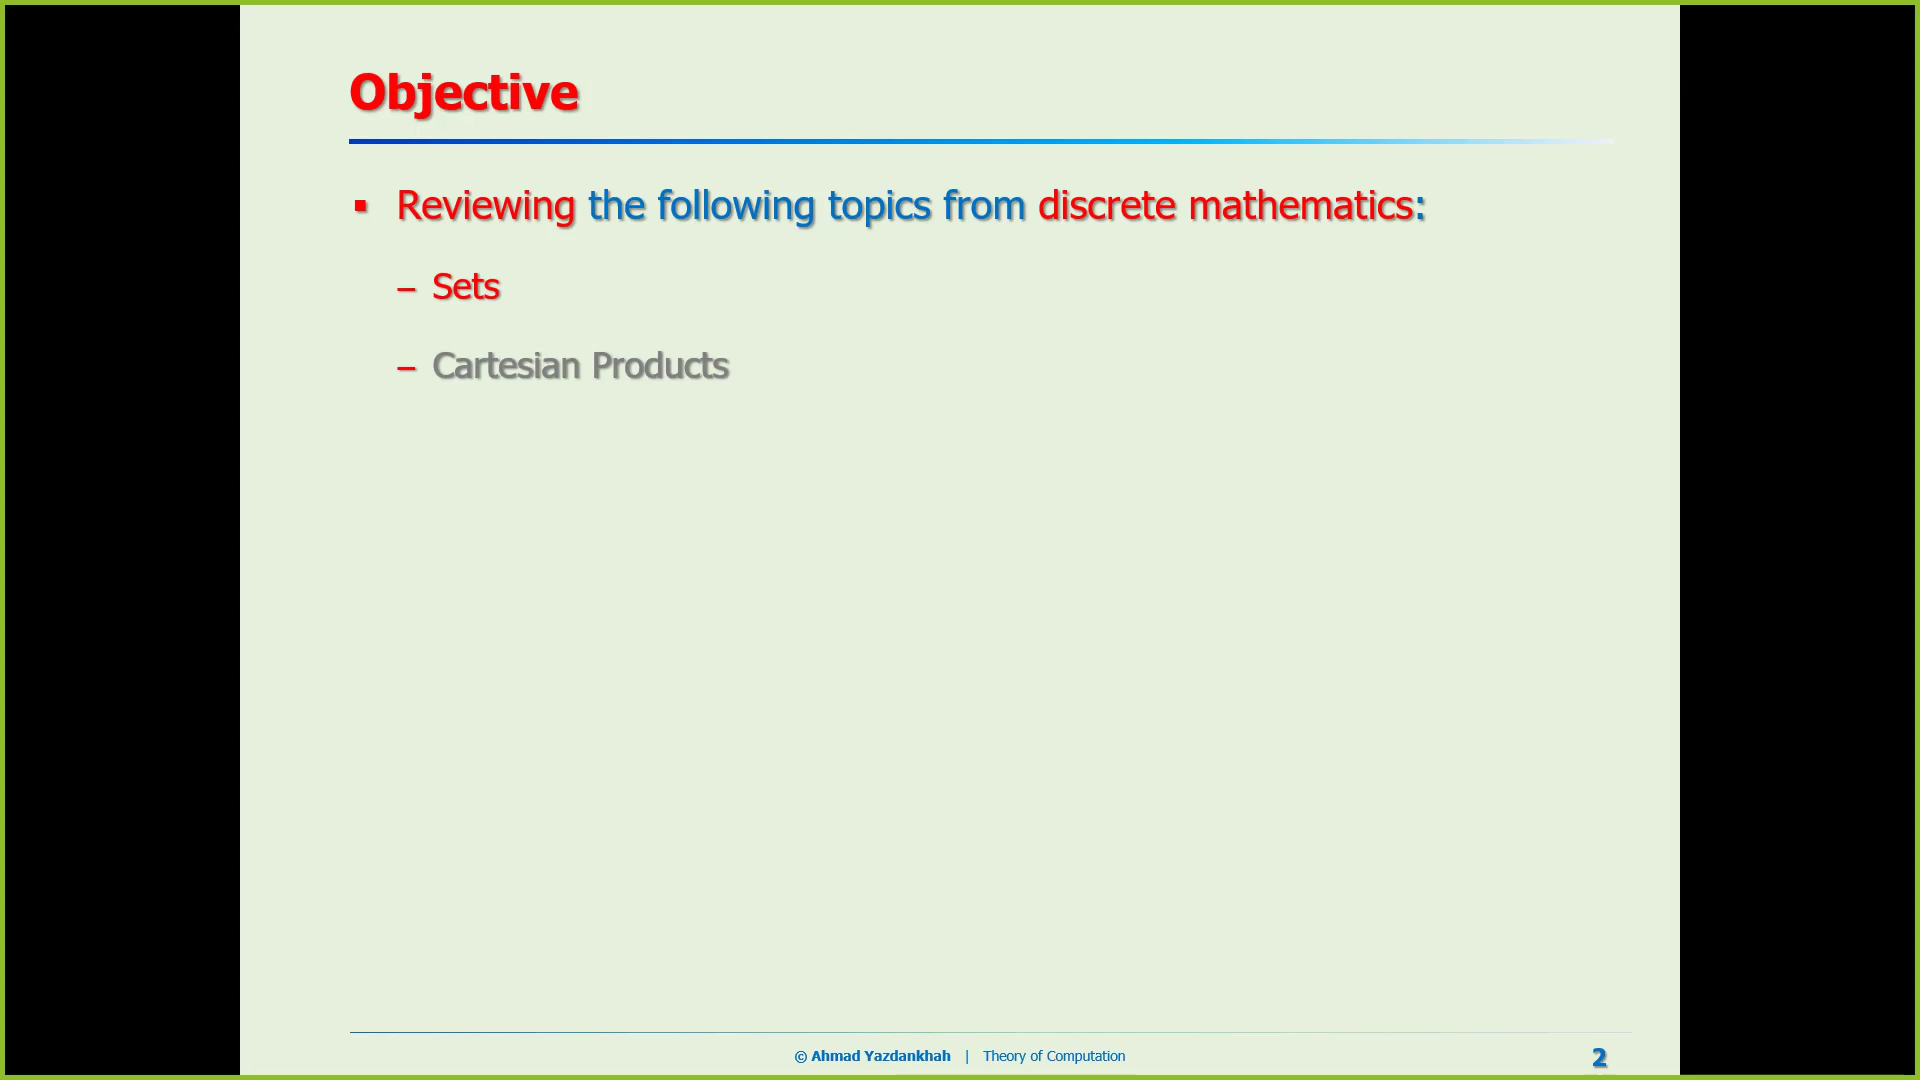 Objective
▪ Reviewing the following topics from discrete mathematics:
– Sets
– Cartesian Products
© Ahmad Yazdankhah | Theory of Computation
2